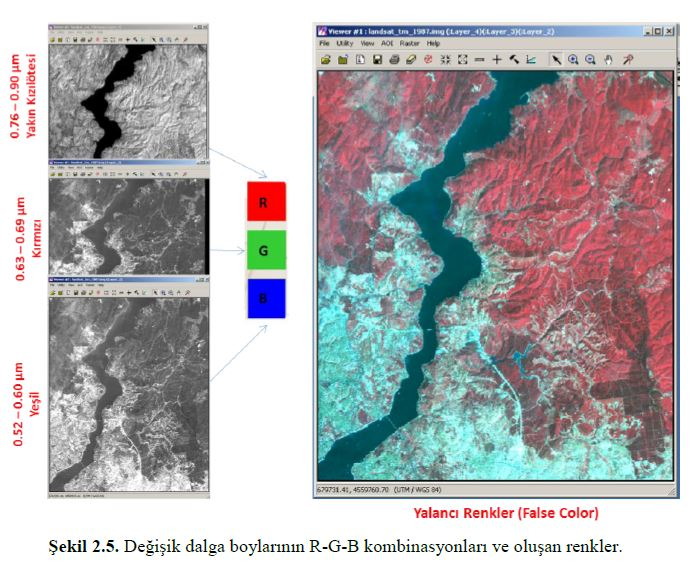 0.76 – 0.90 µm
Yakın Kızılötesi
0.63 – 0.69 µm
Kırmızı
0.52 – 0.60 µm
Yeşil
R
G
B
Viewer #1 : landsat_tm_1987.img (:Layer_4)(:Layer_3)(:Layer_2)
File Utility View AOI Raster Help
679731.41, 4559760.70 (UTM / WGS 84)
Yalancı Renkler (False Color)
Şekil 2.5. Değişik dalga boylarının R-G-B kombinasyonları ve oluşan renkler.